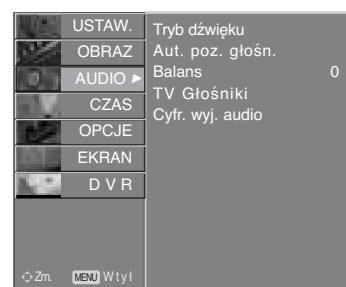 USTAW.
OBRAZ
AUDIO ►
CZAS
OPCJE
EKRAN
D V R
Zm. MENU Wtył
Tryb dźwięku
Aut. poz. głośn.
Balans 0
TV Głośniki
Cyfr. wyj. audio